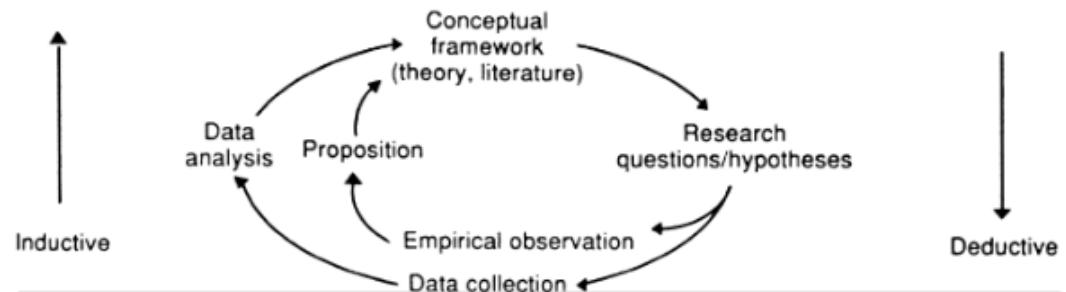 Conceptual
framework
(theory, literature)
Data
analysis
Proposition
Research
questions/hypotheses
Inductive
Empirical observation
Deductive
Data collection